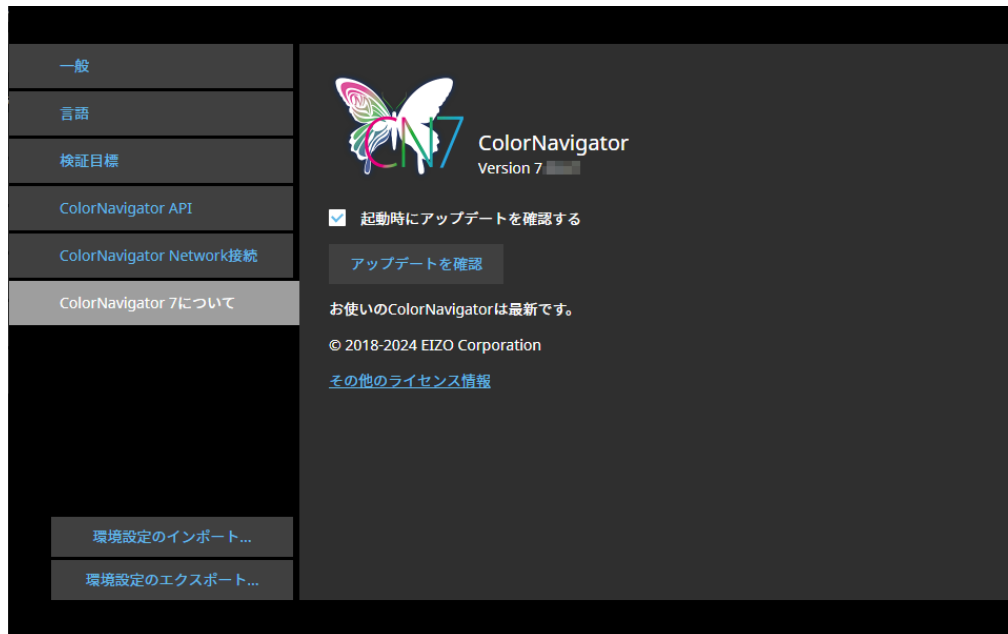 一般
言語
検証目標
ColorNavigator API
ColorNavigator Network接続
ColorNavigator 7について
環境設定のインポート...
環境設定のエクスポート...
CN7
ColorNavigator
Version 7
起動時にアップデートを確認する
アップデートを確認
お使いのColorNavigatorは最新です。
© 2018-2024 EIZO Corporation
その他のライセンス情報